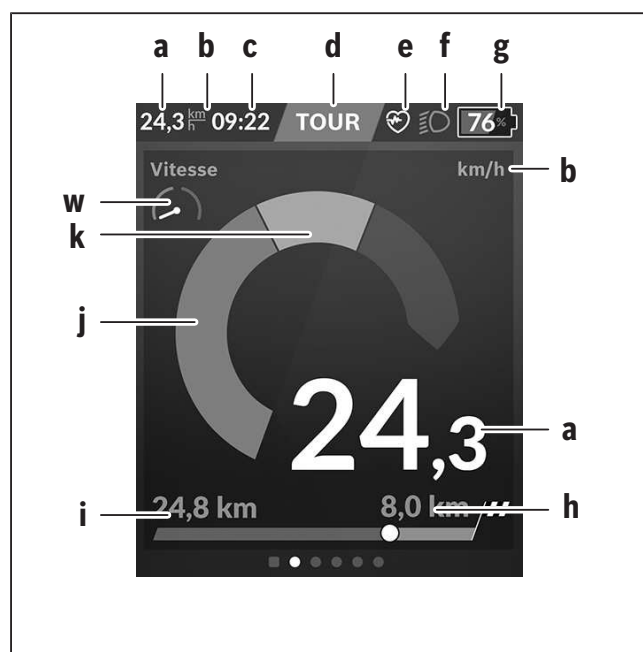 a b c d e f g
24,3 km/h 09:22 TOUR 76%
Vitesse km/h b
w
k
j
24,3 a
i 24,8 km 8,0 km h